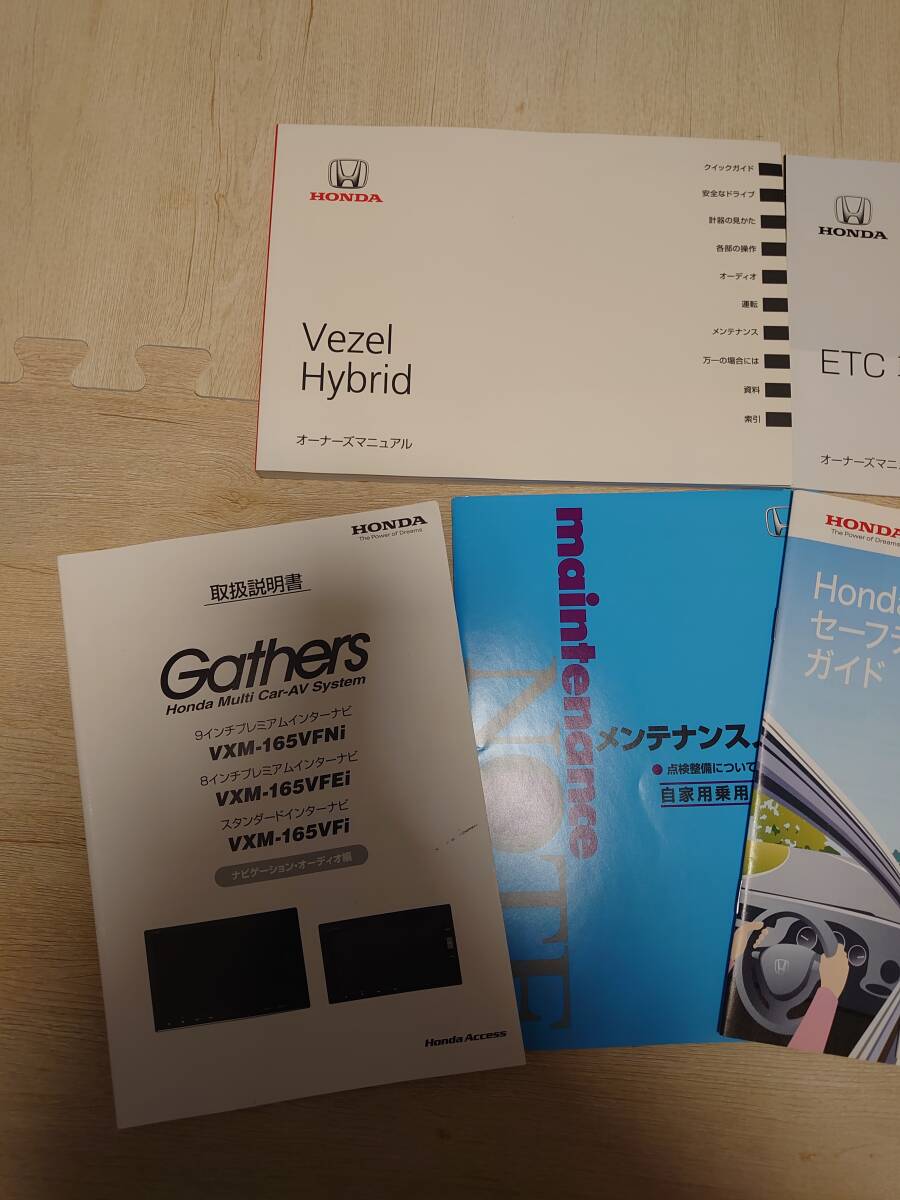 HONDA
クイックガイド
安全なドライブ
計器の見かた
各部の操作
オーディオ
運転
メンテナンス
万一の場合には
資料
索引
Vezel
Hybrid
オーナーズマニュアル
HONDA
ETC
オーナーズマニ
HONDA
The Power of Dreams
取扱説明書
Gathers
Honda Multi Car-AV System
9インチプレミアムインターナビ
VXM-165VFNi
8インチプレミアムインターナビ
VXM-165VFEi
スタンダードインターナビ
VXM-165VFi
ナビゲーション・オーディオ編
Honda Access
maintenance
NOTE
メンテナンス
● 点検整備について
自家用乗用
HONDA
The Power of Dreams
Honda
セーフテ
ガイド